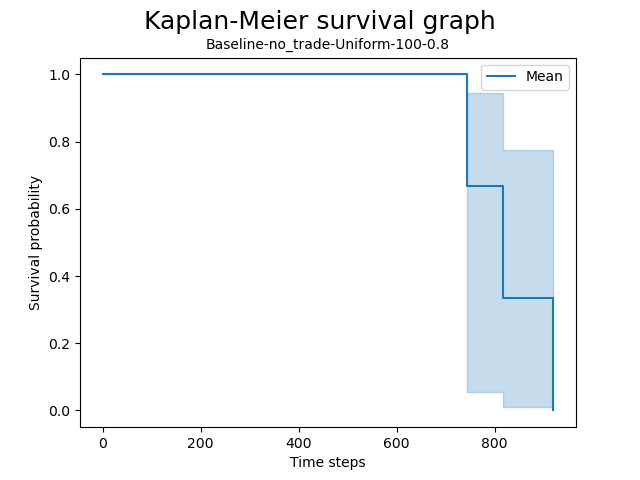 Kaplan-Meier survival graph
Baseline-no_trade-Uniform-100-0.8
Mean
Survival probability
1.0
0.8
0.6
0.4
0.2
0.0
0 200 400 600 800
Time steps